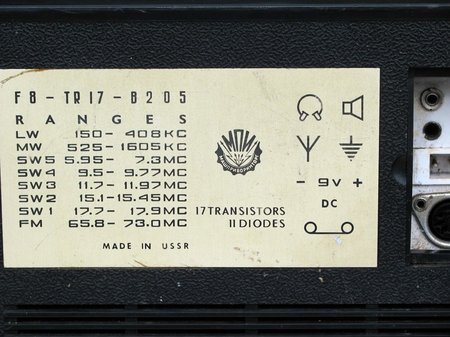 F8-TR17-B205
RANGES
LW 150-408KC
MW 525-1605KC
SW5 5.95-7.3MC
SW4 9.5-9.77MC
SW3 11.7-11.97MC
SW2 15.1-15.45MC
SW1 17.7-17.9MC
FM 65.8-73.0MC
MADE IN USSR
17 TRANSISTORS
11 DIODES
- 9V +
DC